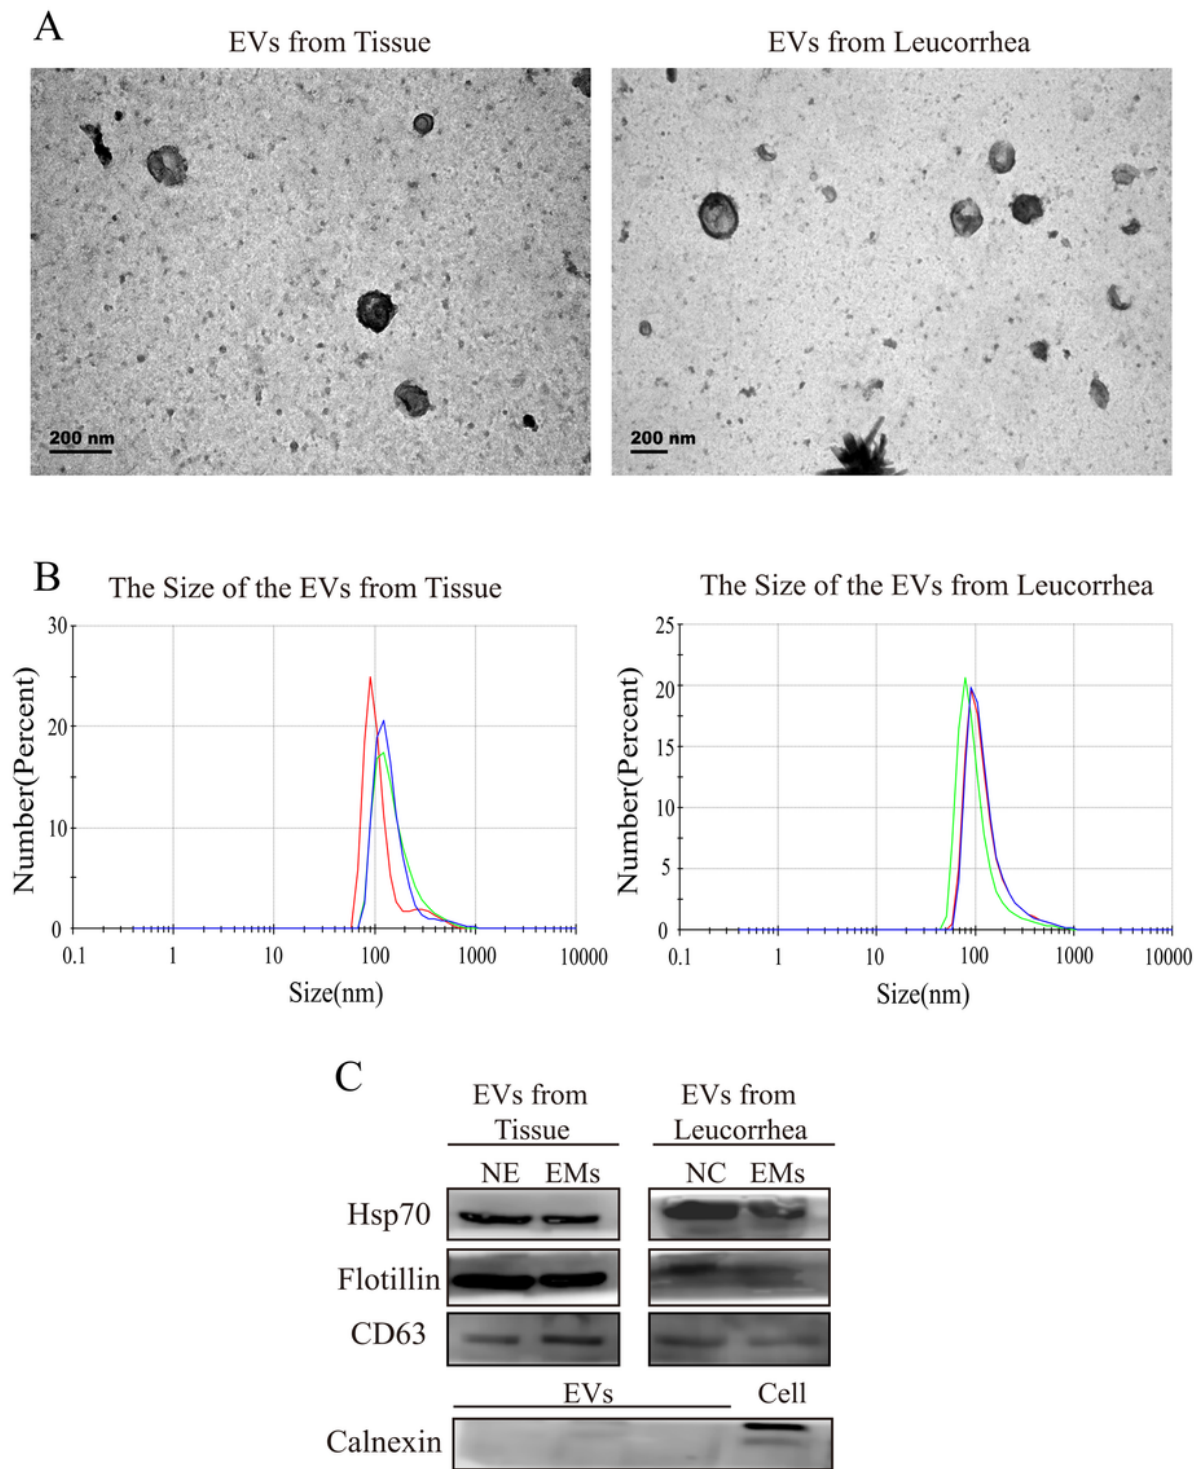 A
EVs from Tissue
EVs from Leucorrhea
200 nm
200 nm
B
The Size of the EVs from Tissue
The Size of the EVs from Leucorrhea
Number(Percent)
30
20
10
0
0.1 1 10 100 1000 10000
Size(nm)
Number(Percent)
25
20
15
10
5
0
0.1 1 10 100 1000 10000
Size(nm)
C
EVs from
Tissue
EVs from
Leucorrhea
NE EMs
NC EMs
Hsp70
Flotillin
CD63
EVs
Cell
Calnexin